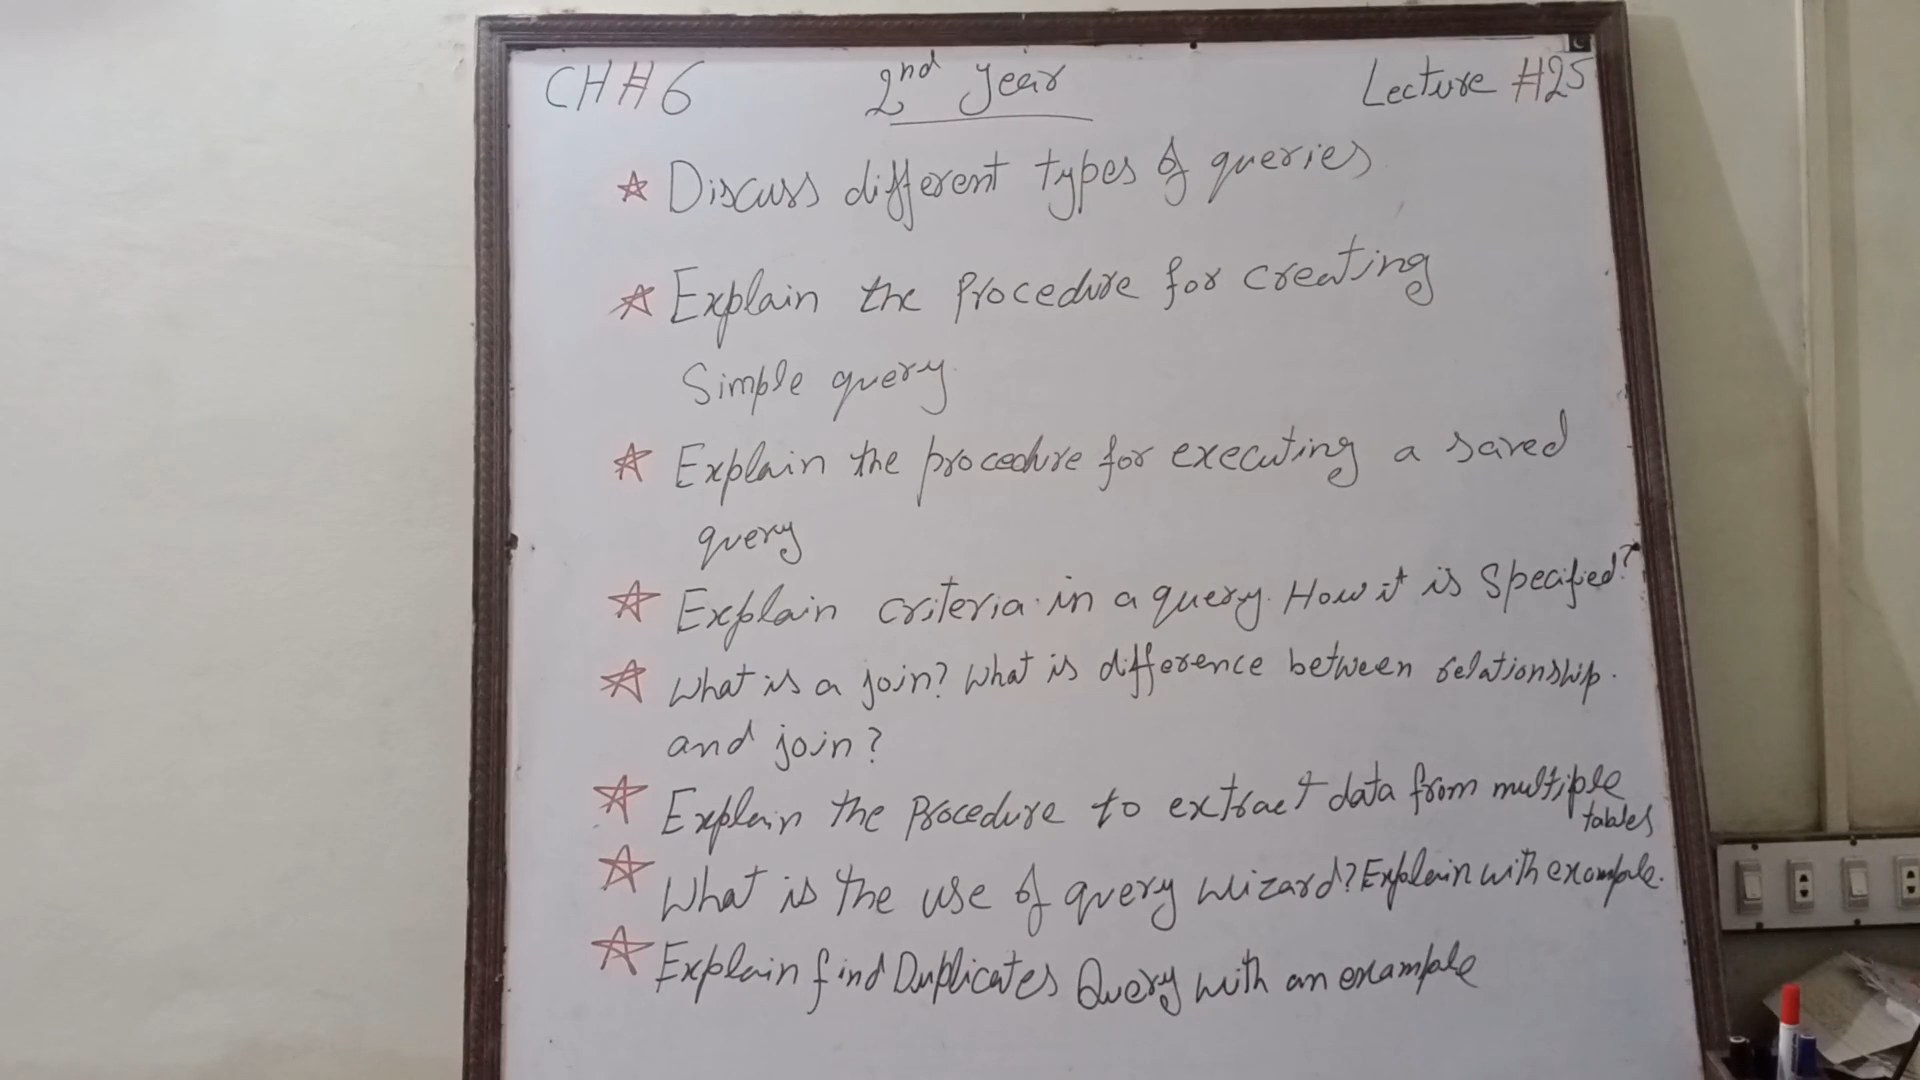 CH#6 2nd Year Lecture #25
Discuss different types of queries
Explain the Procedure for creating
Simple query
Explain the procedure for executing a saved
query
Explain criteria in a query. How it is Specified?
What is a join? What is difference between relationship.
and join?
Explain the Procedure to extract data from multiple
tables
What is the use of query wizard? Explain with example.
Explain find Duplicates Query with an example